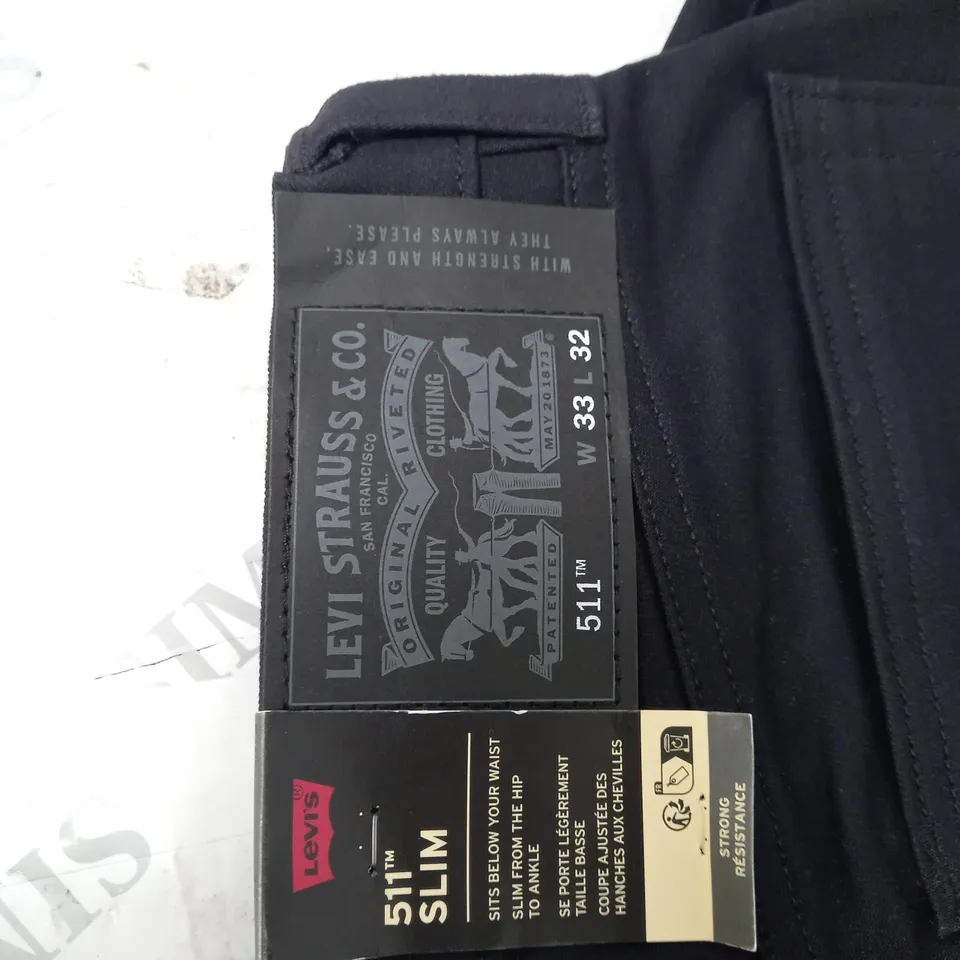 WITH STRENGTH AND EASE,
THEY ALWAYS PLEASE.
LEVI STRAUSS & CO.
SAN FRANCISCO
CAL.
ORIGINAL RIVETED
QUALITY CLOTHING
PATENTED MAY 20 1873
511™ W 33 L 32
Levi's
511™
SLIM
SITS BELOW YOUR WAIST
SLIM FROM THE HIP
TO ANKLE
SE PORTE LÉGÈREMENT
TAILLE BASSE
COUPE AJUSTÉE DES
HANCHES AUX CHEVILLES
FR
STRONG
RÉSISTANCE